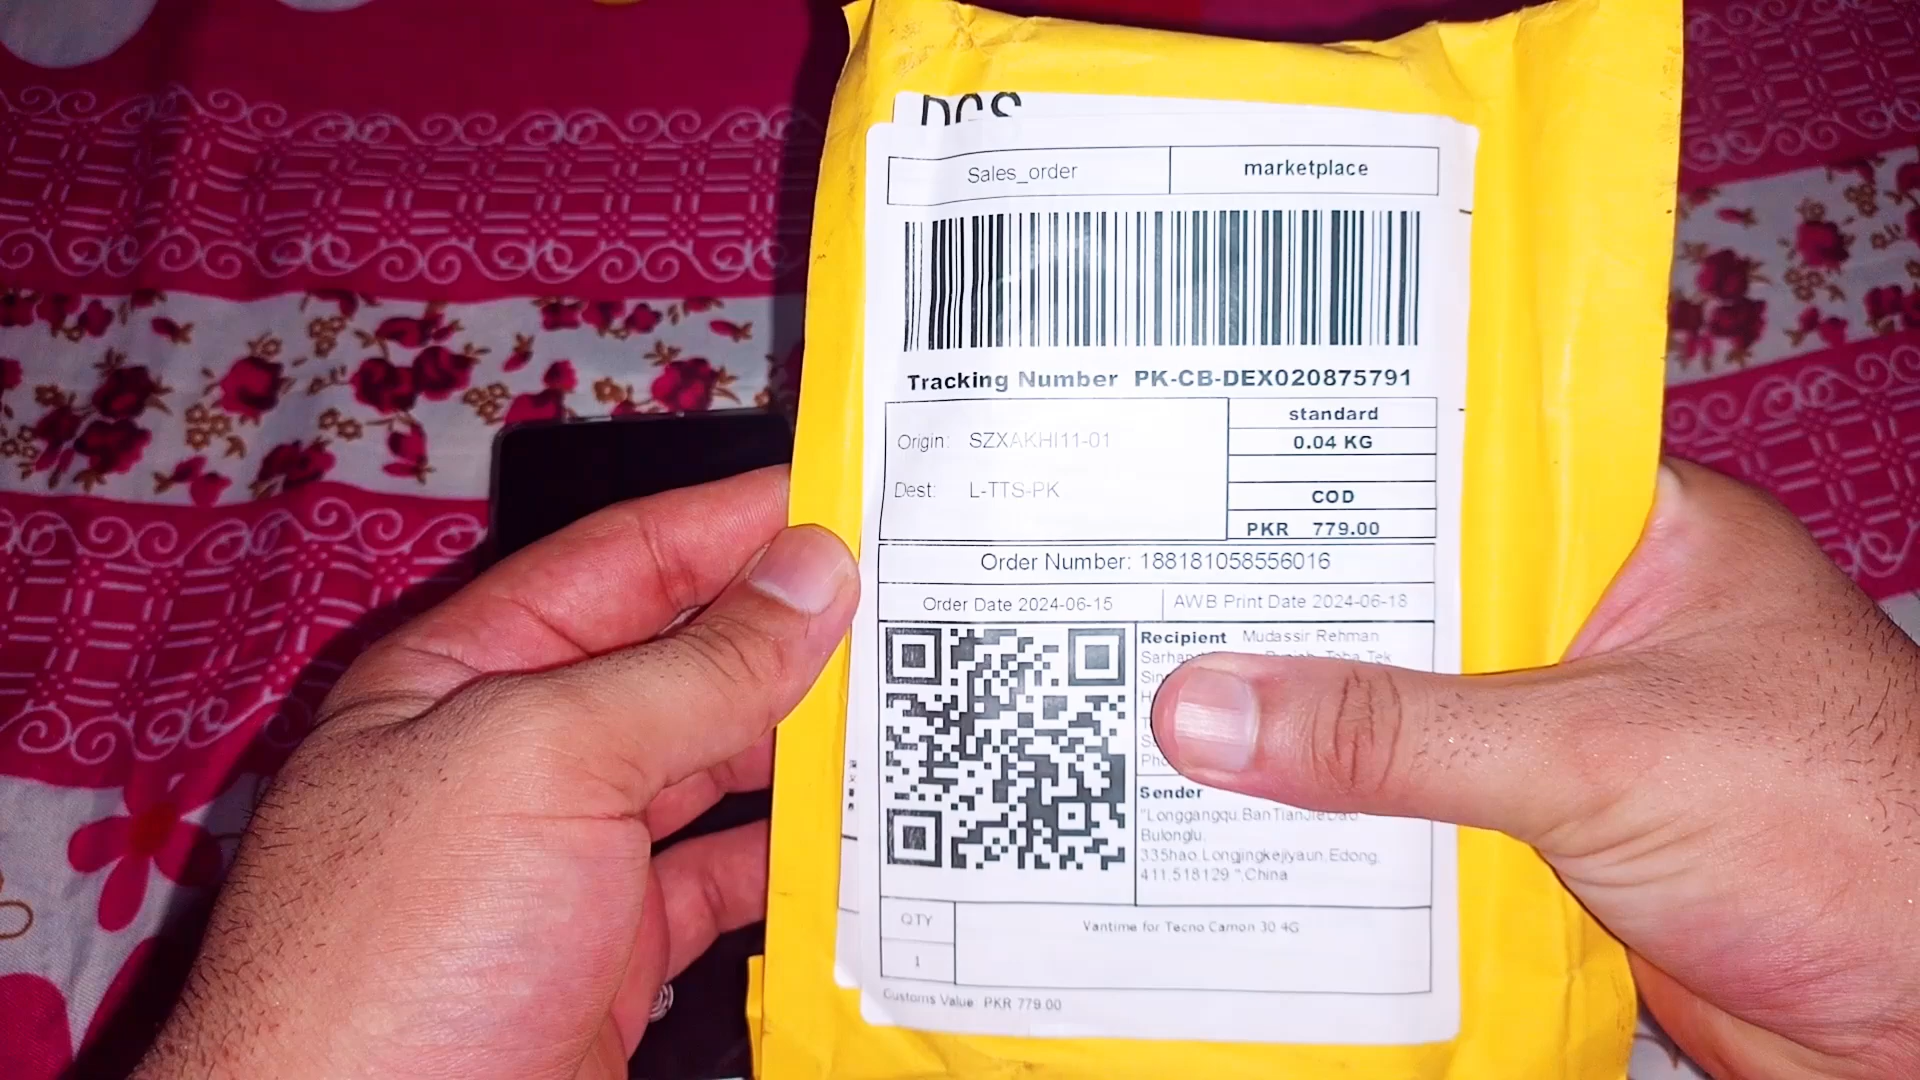 Sales_order
marketplace
Tracking Number PK-CB-DEX020875791
Origin: SZXAKHI11-01
Dest: L-TTS-PK
standard
0.04 KG
COD
PKR 779.00
Order Number: 188181058556016
Order Date 2024-06-15
AWB Print Date 2024-06-18
Recipient Mudassir Rehman
Toba Tek
Sender
"Longgangqu,BanTianJieDao
Bulonglu,
335hao,Longjingkejiyaun,Edong,
411,518129 ",China
QTY
Vantime for Tecno Camon 30 4G
1
Customs Value: PKR 779.00